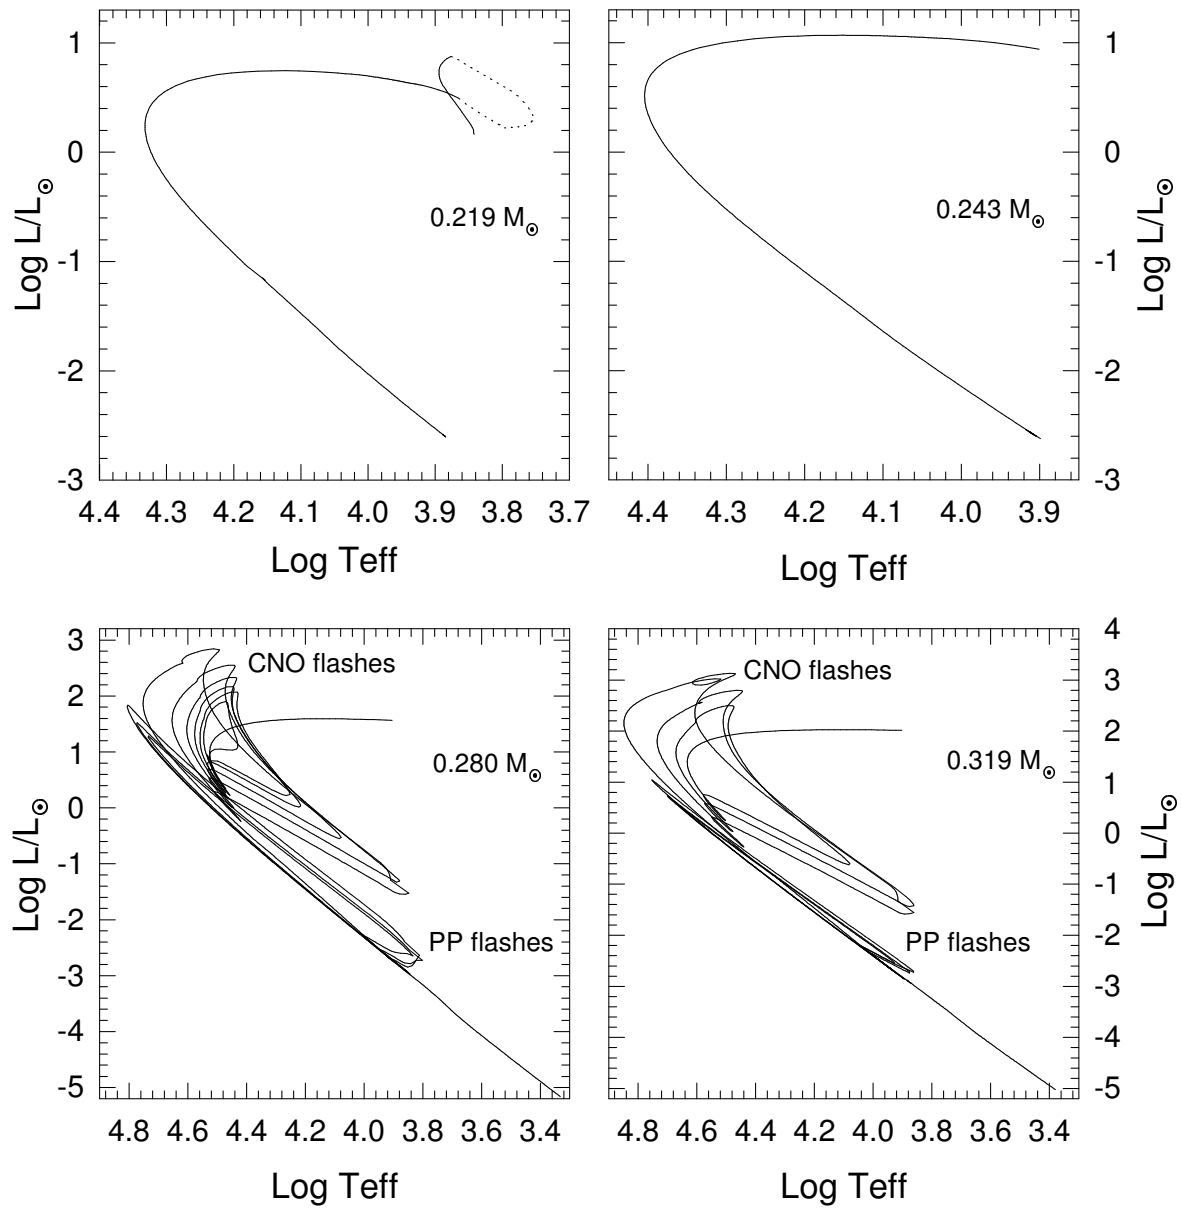 1
0
-1
-2
-3
Log L/L☉
0.219 M☉
4.4 4.3 4.2 4.1 4.0 3.9 3.8 3.7
Log Teff
1
0
-1
-2
-3
Log L/L☉
0.243 M☉
4.4 4.3 4.2 4.1 4.0 3.9
Log Teff
3
2
1
0
-1
-2
-3
-4
-5
Log L/L☉
CNO flashes
0.280 M☉
PP flashes
4.8 4.6 4.4 4.2 4.0 3.8 3.6 3.4
Log Teff
4
3
2
1
0
-1
-2
-3
-4
-5
Log L/L☉
CNO flashes
0.319 M☉
PP flashes
4.8 4.6 4.4 4.2 4.0 3.8 3.6 3.4
Log Teff